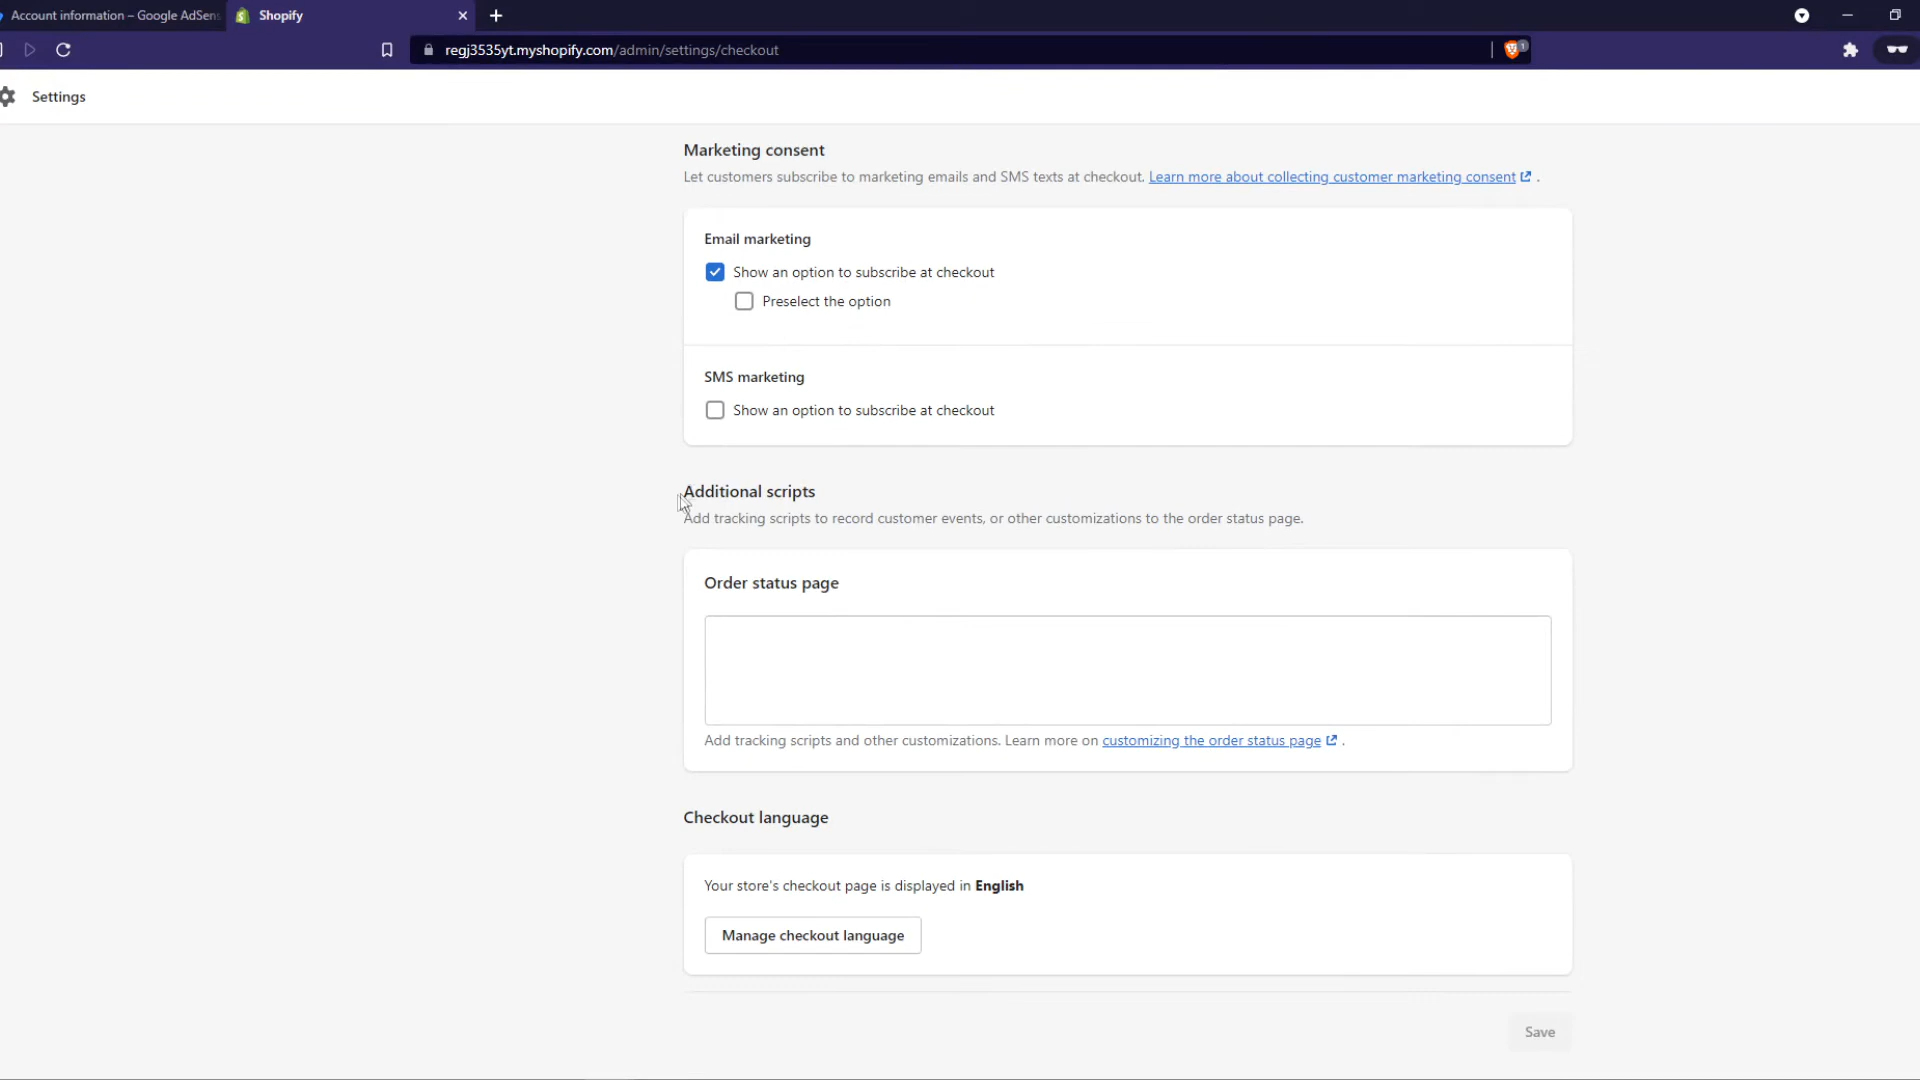 Account information – Google AdSen
Shopify
regj3535yt.myshopify.com/admin/settings/checkout
1
Settings
Marketing consent
Let customers subscribe to marketing emails and SMS texts at checkout. Learn more about collecting customer marketing consent .
Email marketing
Show an option to subscribe at checkout
Preselect the option
SMS marketing
Show an option to subscribe at checkout
Additional scripts
Add tracking scripts to record customer events, or other customizations to the order status page.
Order status page
Add tracking scripts and other customizations. Learn more on customizing the order status page .
Checkout language
Your store's checkout page is displayed in English
Manage checkout language
Save